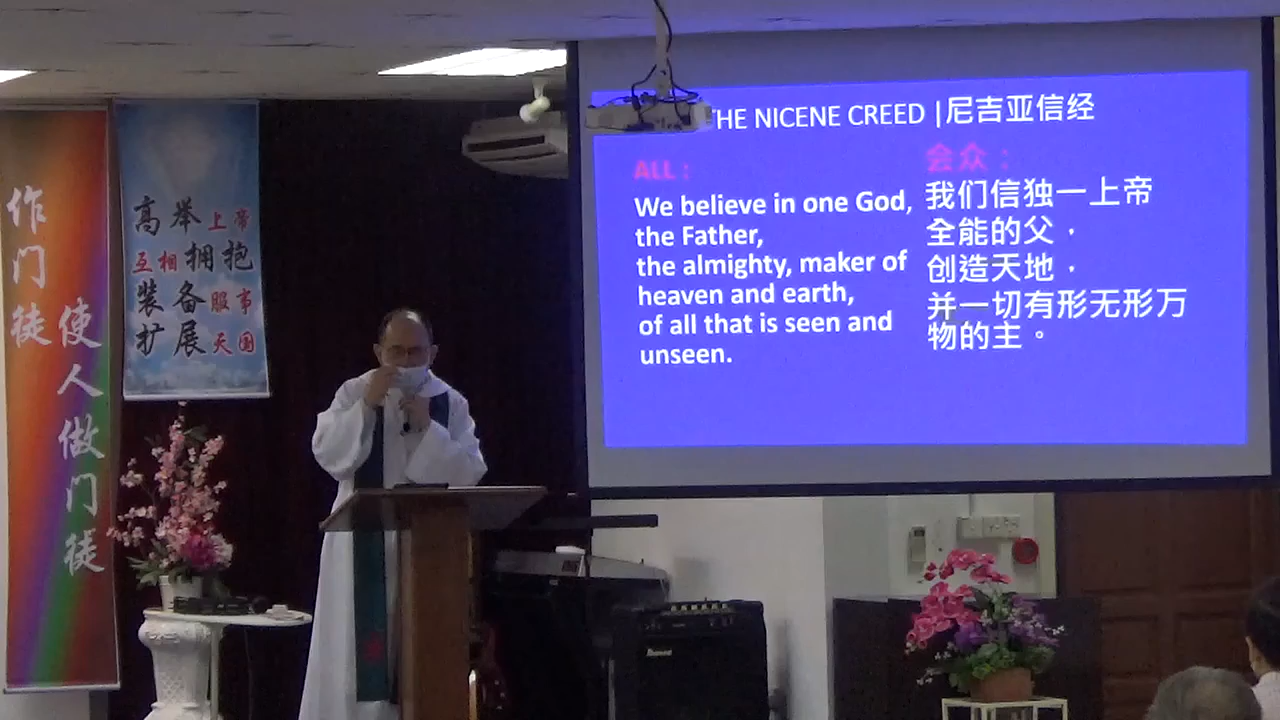 作门徒
使人做门徒
高举上帝
互相拥抱
装备服事
扩展天国
THE NICENE CREED |尼吉亚信经
ALL :
We believe in one God,
the Father,
the almighty, maker of
heaven and earth,
of all that is seen and
unseen.
会众：
我们信独一上帝
全能的父，
创造天地，
并一切有形无形万
物的主。
Ibanez